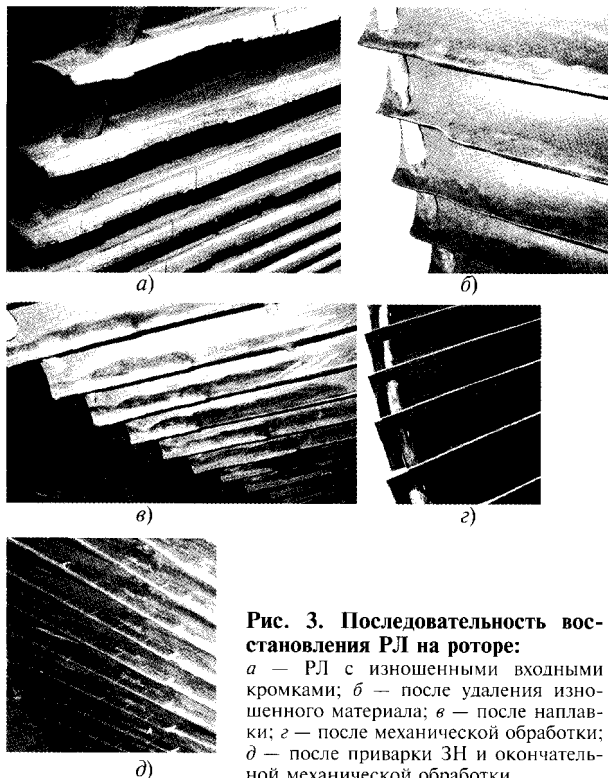 а)
б)
в)
г)
д)
Рис. 3. Последовательность вос-
становления РЛ на роторе:
а — РЛ с изношенными входными
кромками; б — после удаления изно-
шенного материала; в — после наплав-
ки; г — после механической обработки;
д — после приварки ЗН и окончатель-
ной механической обработки